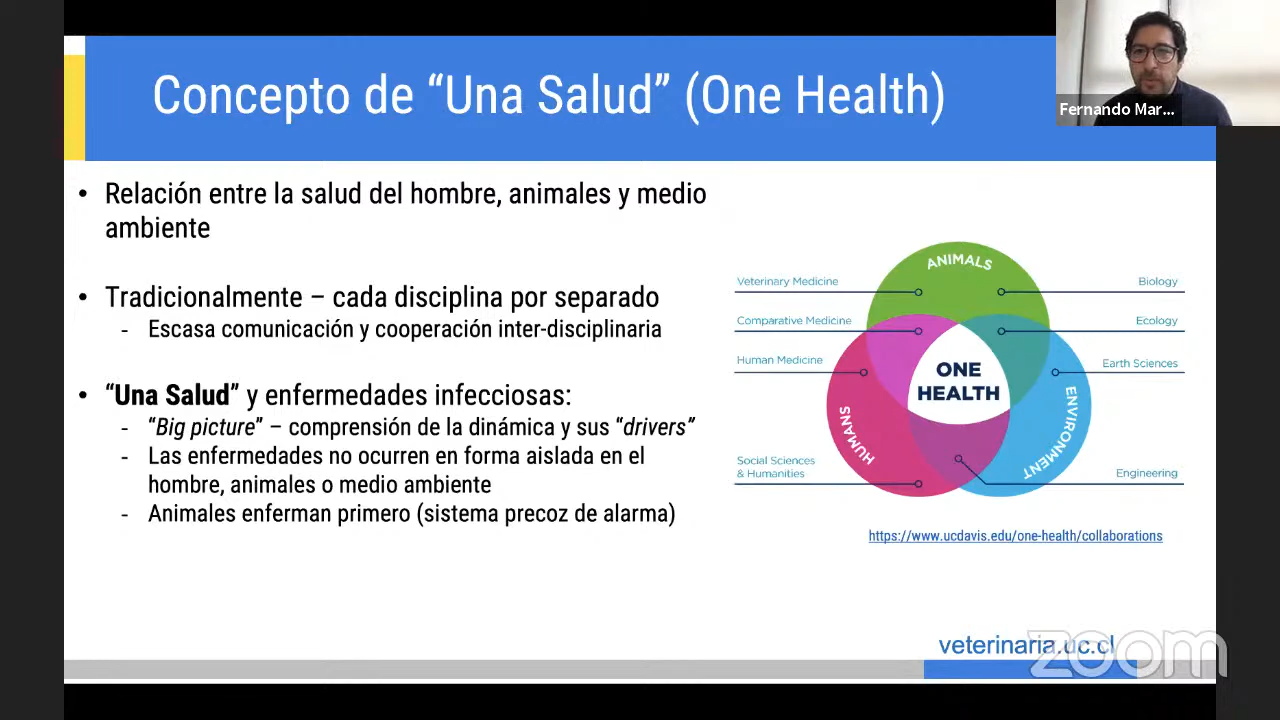 Concepto de “Una Salud” (One Health)
Fernando Mar...
• Relación entre la salud del hombre, animales y medio
ambiente
• Tradicionalmente – cada disciplina por separado
- Escasa comunicación y cooperación inter-disciplinaria
• “Una Salud” y enfermedades infecciosas:
- “Big picture” – comprensión de la dinámica y sus “drivers”
- Las enfermedades no ocurren en forma aislada en el
hombre, animales o medio ambiente
- Animales enferman primero (sistema precoz de alarma)
ANIMALS
Veterinary Medicine
Biology
Comparative Medicine
Ecology
Human Medicine
Earth Sciences
ONE
HEALTH
HUMANS
ENVIRONMENT
Social Sciences
& Humanities
Engineering
https://www.ucdavis.edu/one-health/collaborations
veterinaria.uc.cl
zoom